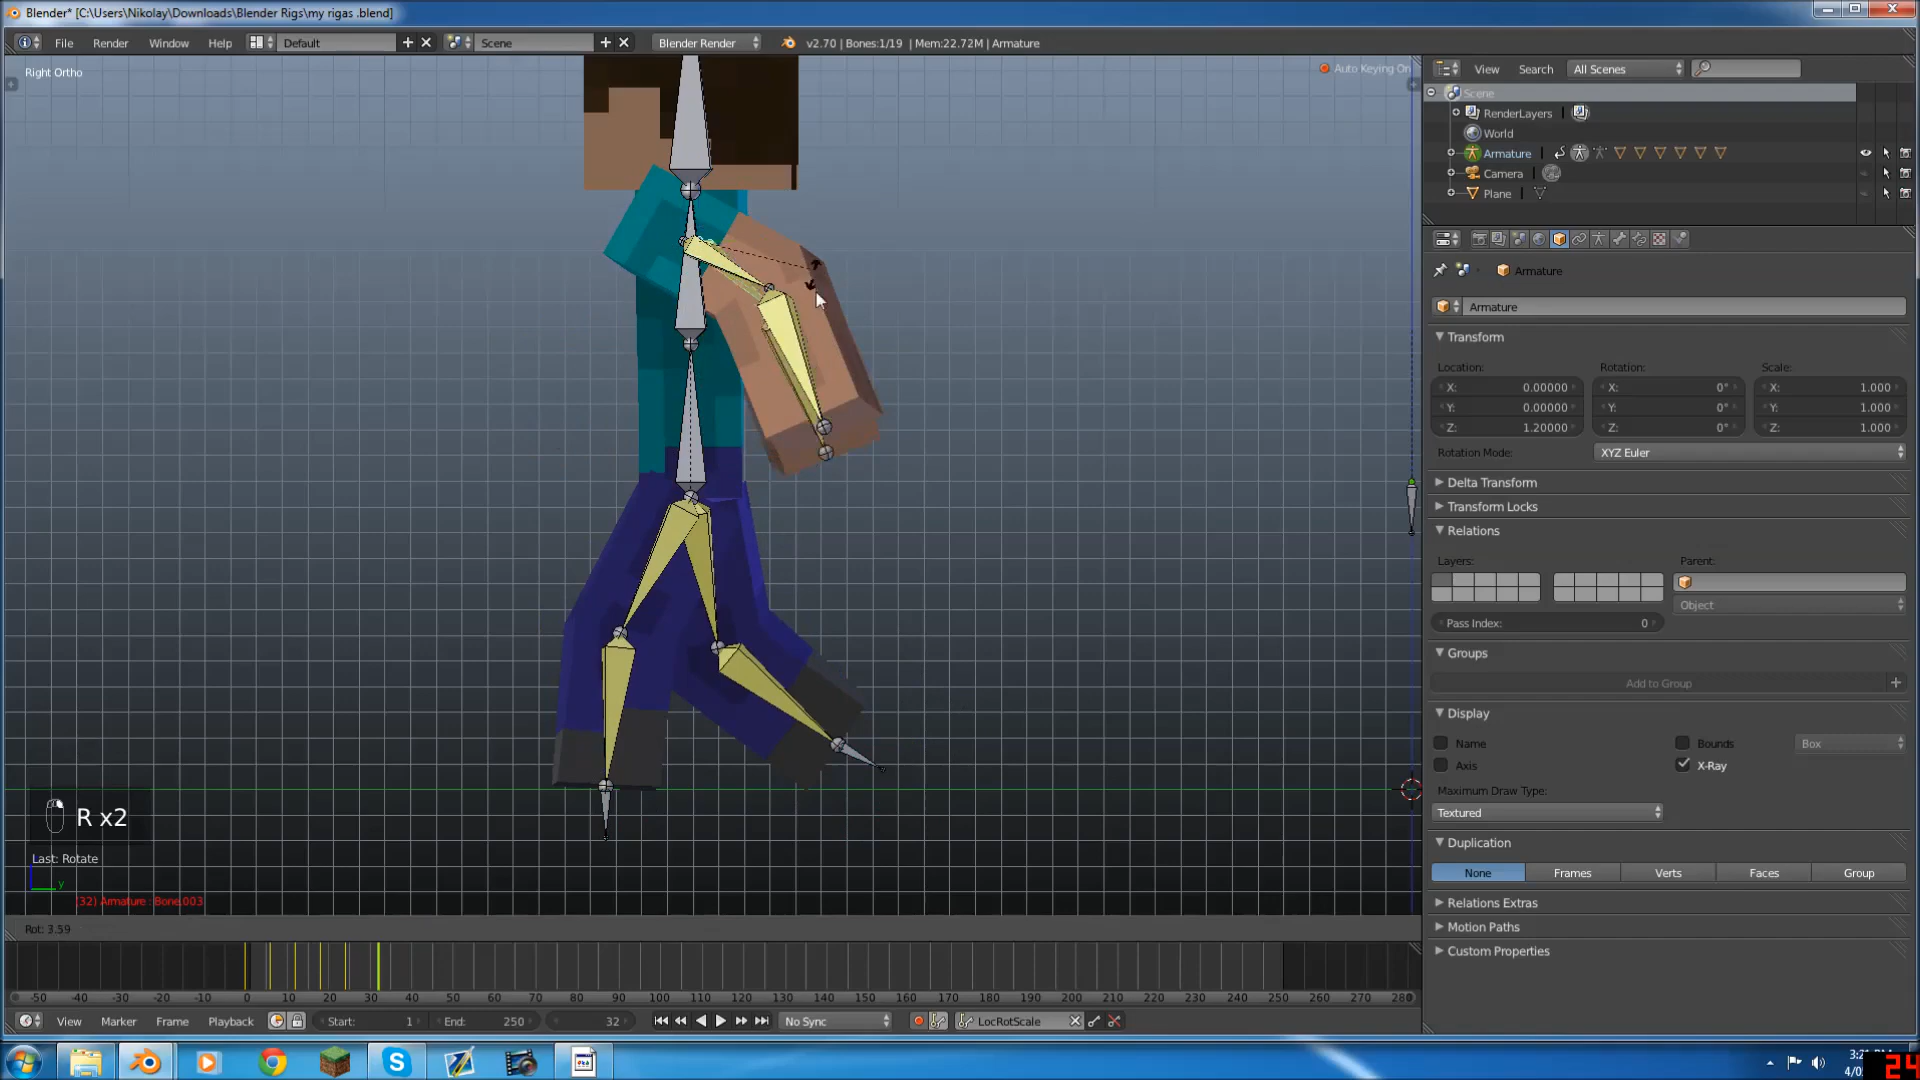 Blender* [C:\Users\Nikolay\Downloads\Blender Rigs\my rigas .blend]
File Render Window Help Default Scene Blender Render v2.70 | Bones:1/19 | Mem:22.72M | Armature
Right Ortho
Auto Keying On
View Search All Scenes
Scene
RenderLayers
World
Armature
Camera
Plane
Armature
Armature
Transform
Location: Rotation: Scale:
X: 0.00000 X: 0° X: 1.000
Y: 0.00000 Y: 0° Y: 1.000
Z: 1.20000 Z: 0° Z: 1.000
Rotation Mode: XYZ Euler
Delta Transform
Transform Locks
Relations
Layers: Parent:
Object
Pass Index: 0
Groups
Add to Group
Display
Name Bounds Box
Axis X-Ray
Maximum Draw Type:
Textured
Duplication
None Frames Verts Faces Group
Relations Extras
Motion Paths
Custom Properties
R x2
Last: Rotate
y
(32) Armature : Bone.003
Rot: 3.59
-50 -40 -30 -20 -10 0 10 20 30 40 50 60 70 80 90 100 110 120 130 140 150 160 170 180 190 200 210 220 230 240 250 260 270 280
View Marker Frame Playback Start: 1 End: 250 32 No Sync LocRotScale
24